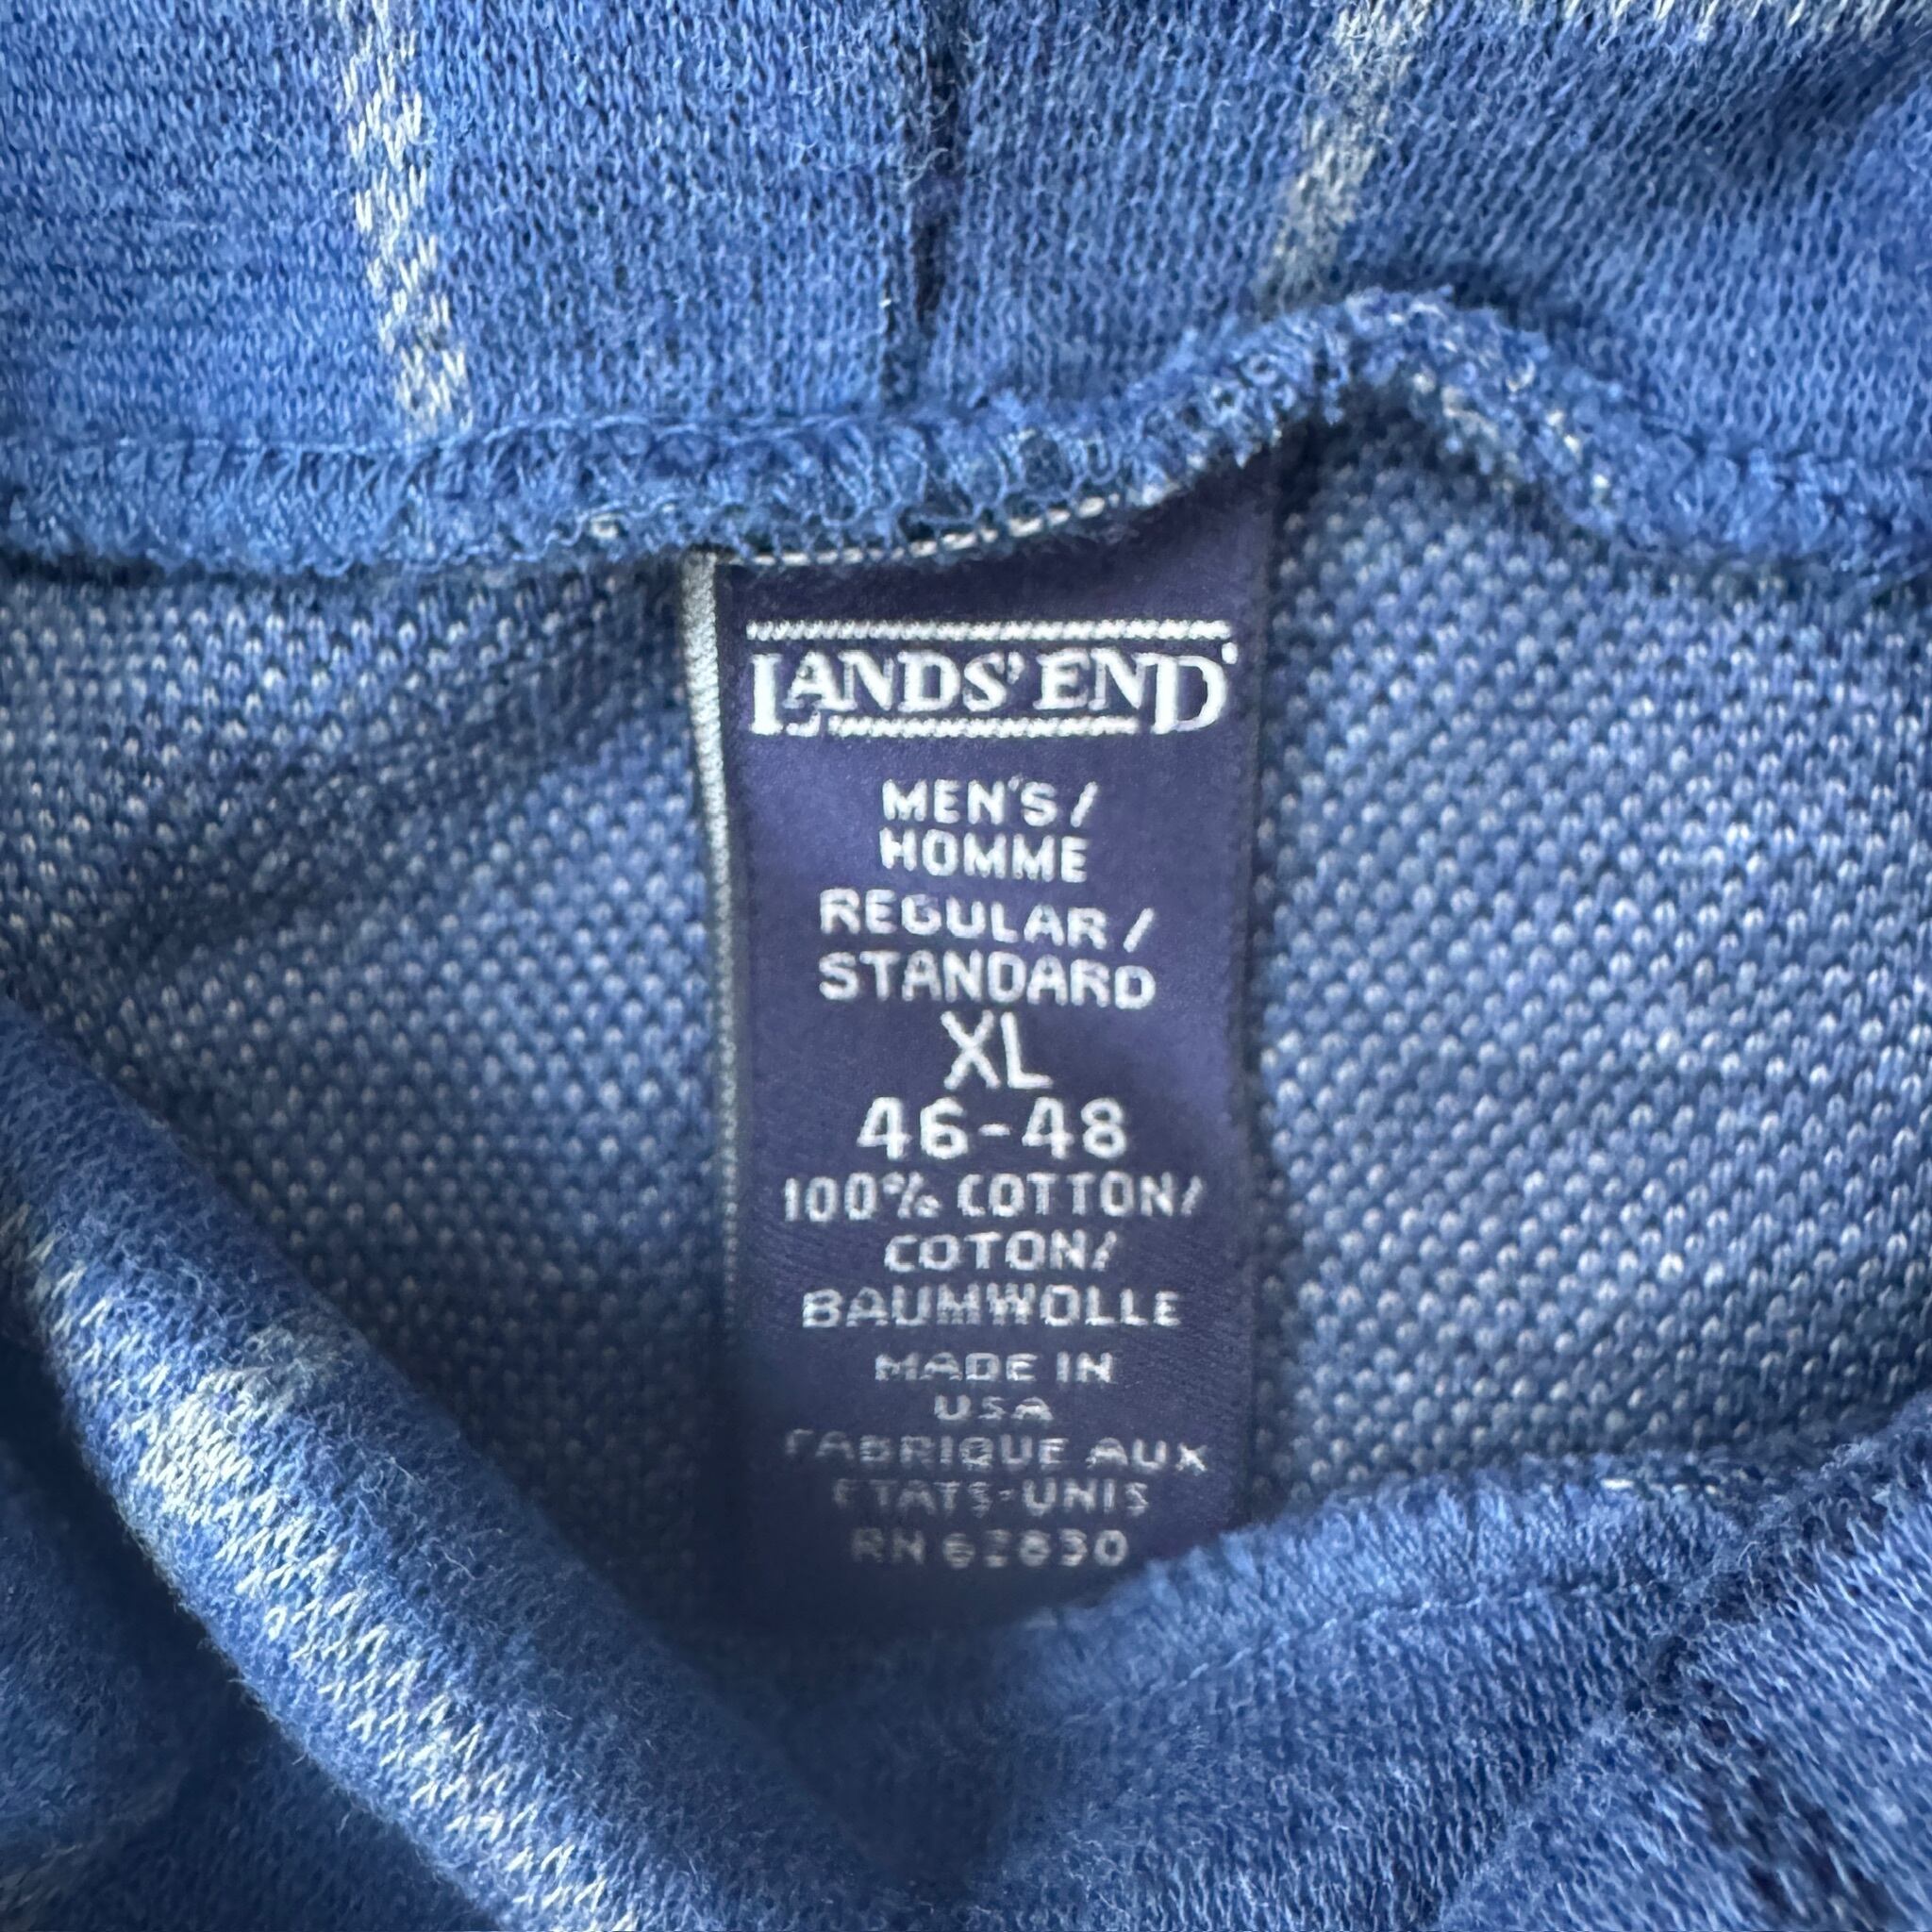 LANDS' END
MEN'S /
HOMME
REGULAR /
STANDARD
XL
46-48
100% COTTON/
COTON/
BAUMWOLLE
MADE IN
USA
FABRIQUE AUX
ETATS-UNIS
RN 62830